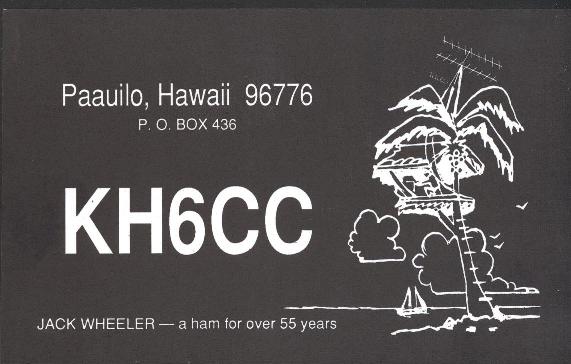 Paauilo, Hawaii 96776
P. O. BOX 436
KH6CC
JACK WHEELER — a ham for over 55 years